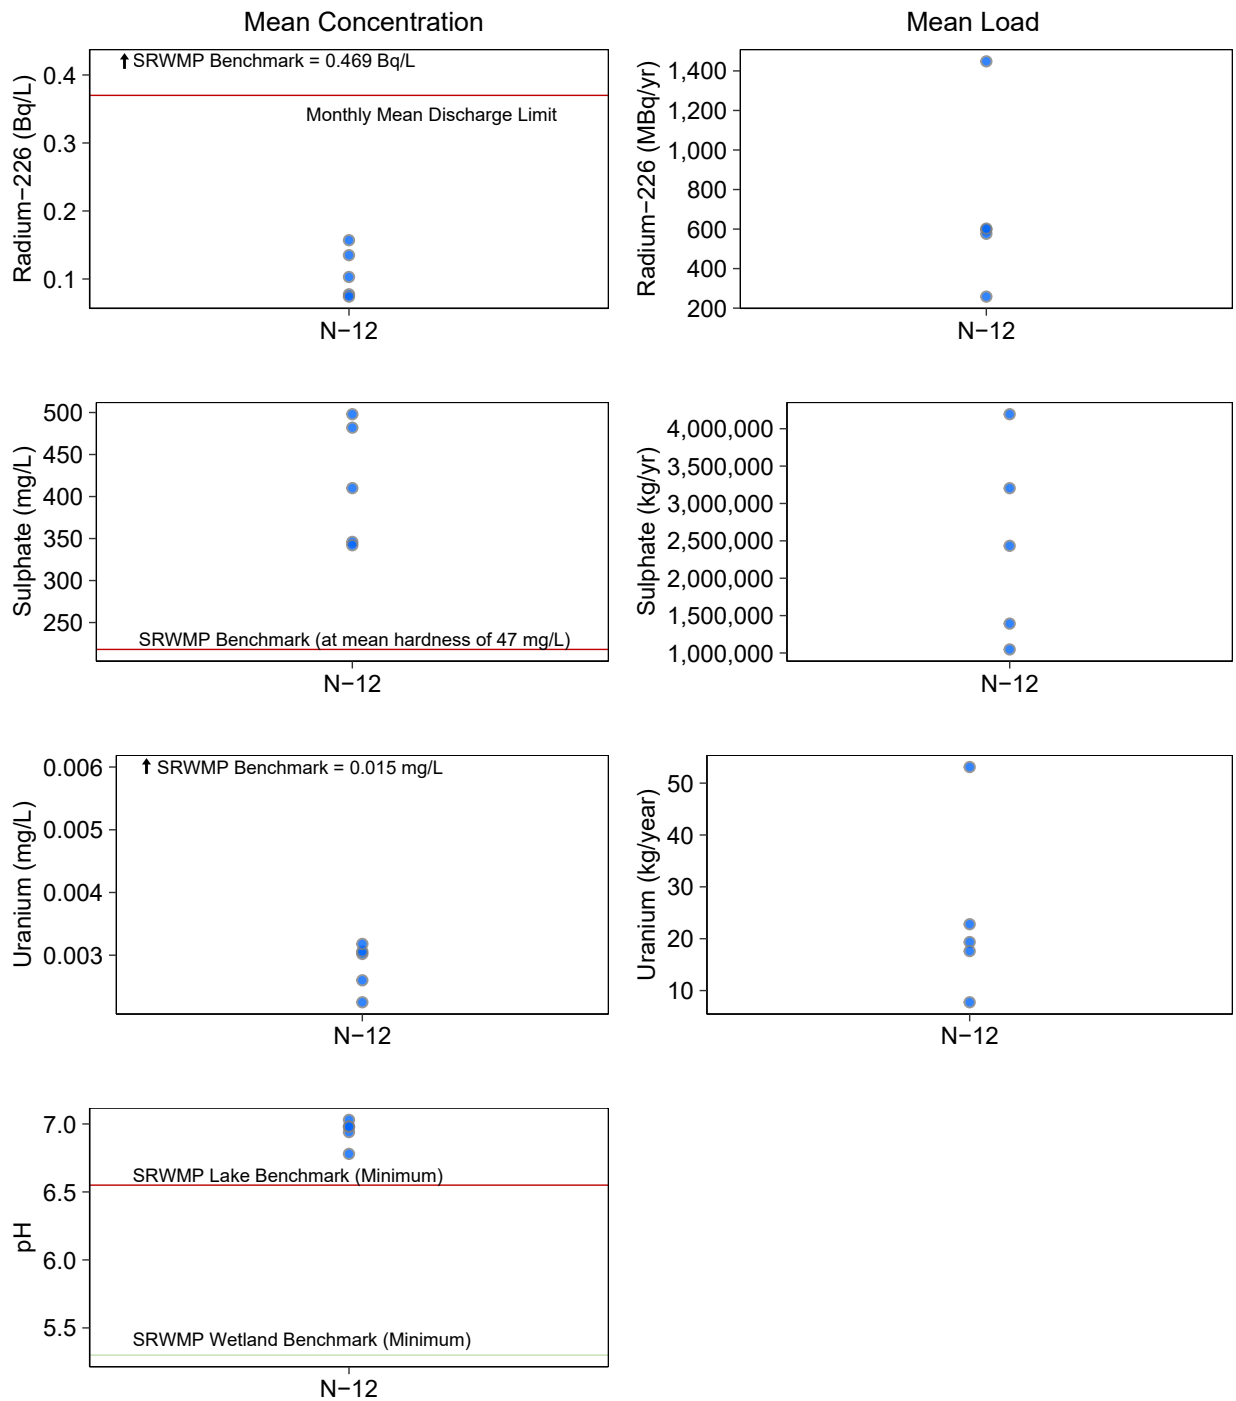 Mean Concentration
Mean Load
Radium−226 (Bq/L)
0.4
0.3
0.2
0.1
SRWMP Benchmark = 0.469 Bq/L
Monthly Mean Discharge Limit
N−12
Radium−226 (MBq/yr)
1,400
1,200
1,000
800
600
400
200
N−12
Sulphate (mg/L)
500
450
400
350
300
250
SRWMP Benchmark (at mean hardness of 47 mg/L)
N−12
Sulphate (kg/yr)
4,000,000
3,500,000
3,000,000
2,500,000
2,000,000
1,500,000
1,000,000
N−12
Uranium (mg/L)
0.006
0.005
0.004
0.003
SRWMP Benchmark = 0.015 mg/L
N−12
Uranium (kg/year)
50
40
30
20
10
N−12
pH
7.0
6.5
6.0
5.5
SRWMP Lake Benchmark (Minimum)
SRWMP Wetland Benchmark (Minimum)
N−12